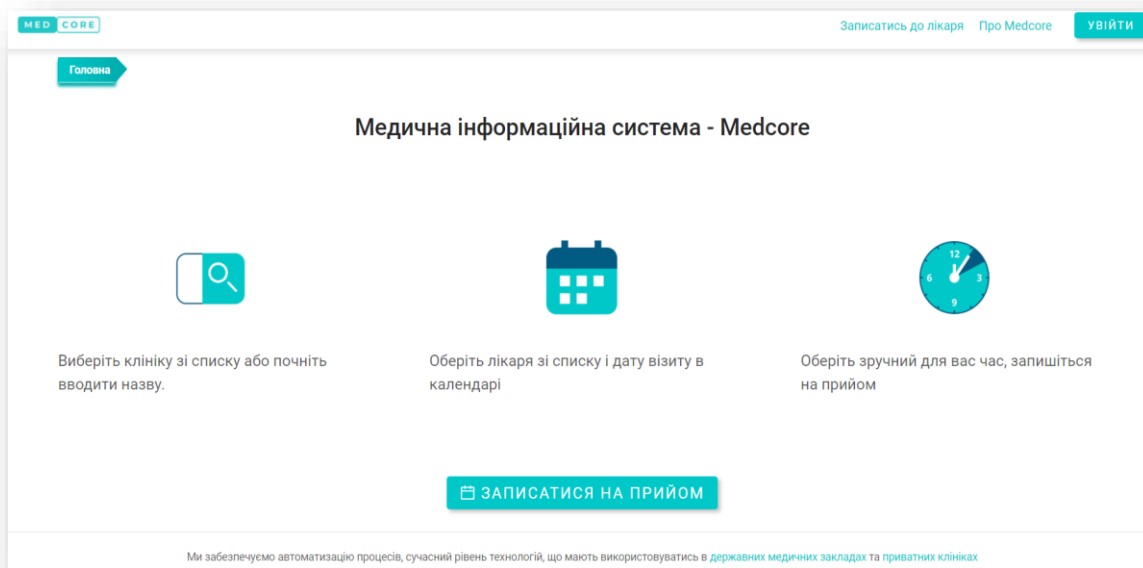 MED CORE
Записатись до лікаря Про Medcore УВІЙТИ
Головна
Медична інформаційна система - Medcore
12
6 3
9
Виберіть клініку зі списку або почніть
вводити назву.
Оберіть лікаря зі списку і дату візиту в
календарі
Оберіть зручний для вас час, запишіться
на прийом
ЗАПИСАТИСЯ НА ПРИЙОМ
Ми забезпечуємо автоматизацію процесів, сучасний рівень технологій, що мають використовуватись в державних медичних закладах та приватних клініках